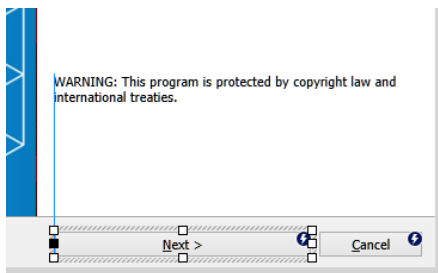 WARNING: This program is protected by copyright law and
international treaties.
Next >
Cancel